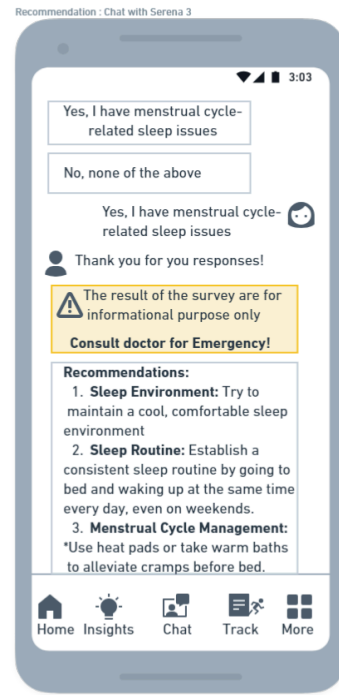 Recommendation : Chat with Serena 3
3:03
Yes, I have menstrual cycle-
related sleep issues
No, none of the above
Yes, I have menstrual cycle-
related sleep issues
Thank you for you responses!
The result of the survey are for
informational purpose only
Consult doctor for Emergency!
Recommendations:
1. Sleep Environment: Try to
maintain a cool, comfortable sleep
environment
2. Sleep Routine: Establish a
consistent sleep routine by going to
bed and waking up at the same time
every day, even on weekends.
3. Menstrual Cycle Management:
*Use heat pads or take warm baths
to alleviate cramps before bed.
Home Insights Chat Track More